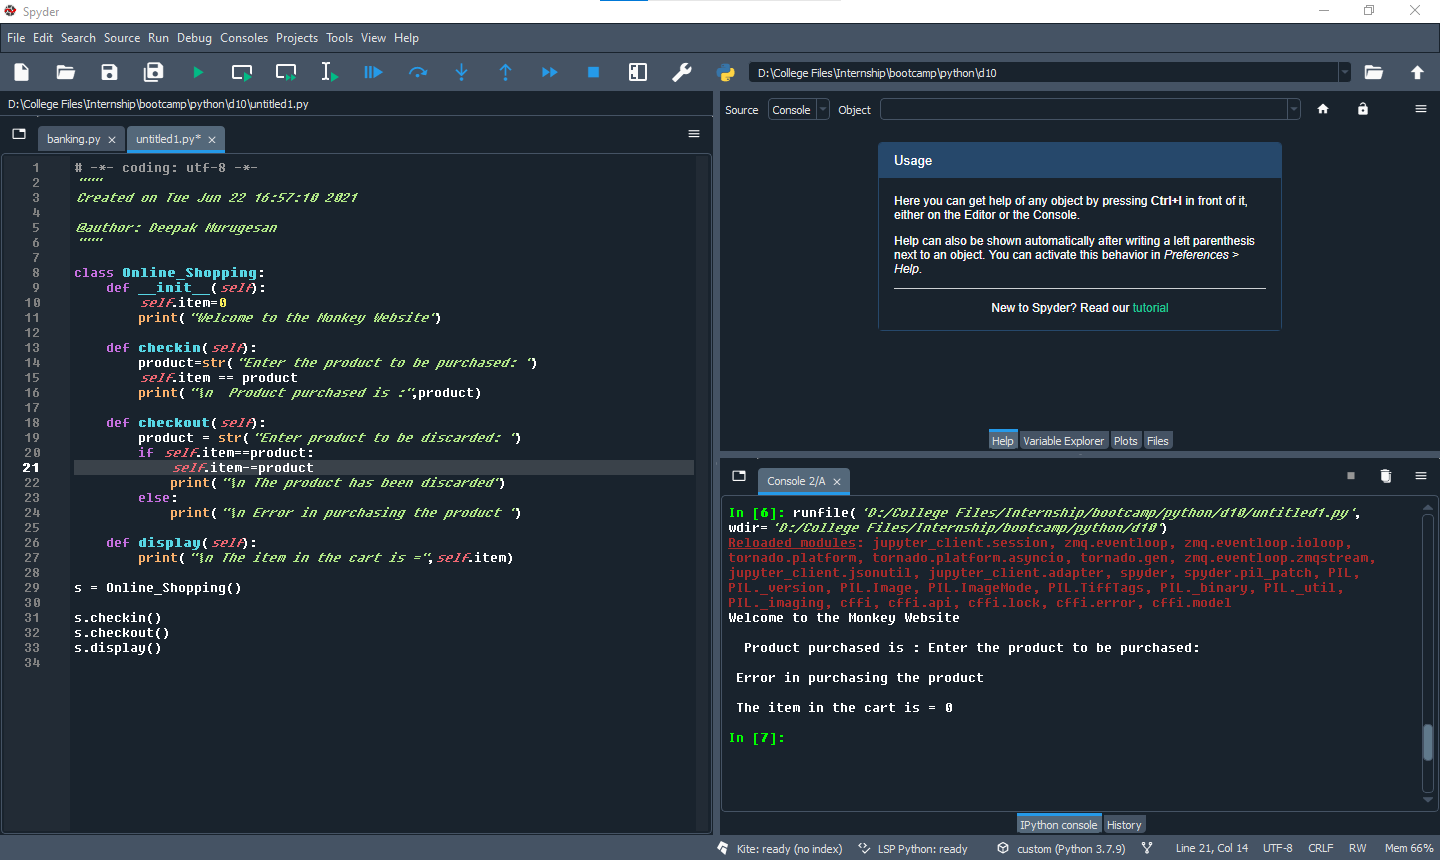 Spyder
File Edit Search Source Run Debug Consoles Projects Tools View Help
D:\College Files\Internship\bootcamp\python\d10
D:\College Files\Internship\bootcamp\python\d10\untitled1.py
banking.py
untitled1.py*
1 # -*- coding: utf-8 -*-
2 """
3 Created on Tue Jun 22 16:57:10 2021
4
5 @author: Deepak Murugesan
6 """
7
8 class Online_Shopping:
9     def __init__(self):
10         self.item=0
11         print("Welcome to the Monkey Website")
12
13     def checkin(self):
14         product=str("Enter the product to be purchased: ")
15         self.item == product
16         print("\n  Product purchased is :",product)
17
18     def checkout(self):
19         product = str("Enter product to be discarded: ")
20         if self.item==product:
21             self.item-=product
22             print("\n The product has been discarded")
23         else:
24             print("\n Error in purchasing the product ")
25
26     def display(self):
27         print("\n The item in the cart is =",self.item)
28
29 s = Online_Shopping()
30
31 s.checkin()
32 s.checkout()
33 s.display()
34
Source Console Object
Usage
Here you can get help of any object by pressing Ctrl+I in front of it,
either on the Editor or the Console.
Help can also be shown automatically after writing a left parenthesis
next to an object. You can activate this behavior in Preferences >
Help.
New to Spyder? Read our tutorial
Help Variable Explorer Plots Files
Console 2/A
In [6]: runfile('D:/College Files/Internship/bootcamp/python/d10/untitled1.py',
wdir='D:/College Files/Internship/bootcamp/python/d10')
Reloaded modules: jupyter_client.session, zmq.eventloop, zmq.eventloop.ioloop,
tornado.platform, tornado.platform.asyncio, tornado.gen, zmq.eventloop.zmqstream,
jupyter_client.jsonutil, jupyter_client.adapter, spyder, spyder.pil_patch, PIL,
PIL._version, PIL.Image, PIL.ImageMode, PIL.TiffTags, PIL._binary, PIL._util,
PIL._imaging, cffi, cffi.api, cffi.lock, cffi.error, cffi.model
Welcome to the Monkey Website
  Product purchased is : Enter the product to be purchased:
 Error in purchasing the product
 The item in the cart is = 0
In [7]:
IPython console History
Kite: ready (no index) LSP Python: ready custom (Python 3.7.9) Line 21, Col 14 UTF-8 CRLF RW Mem 66%